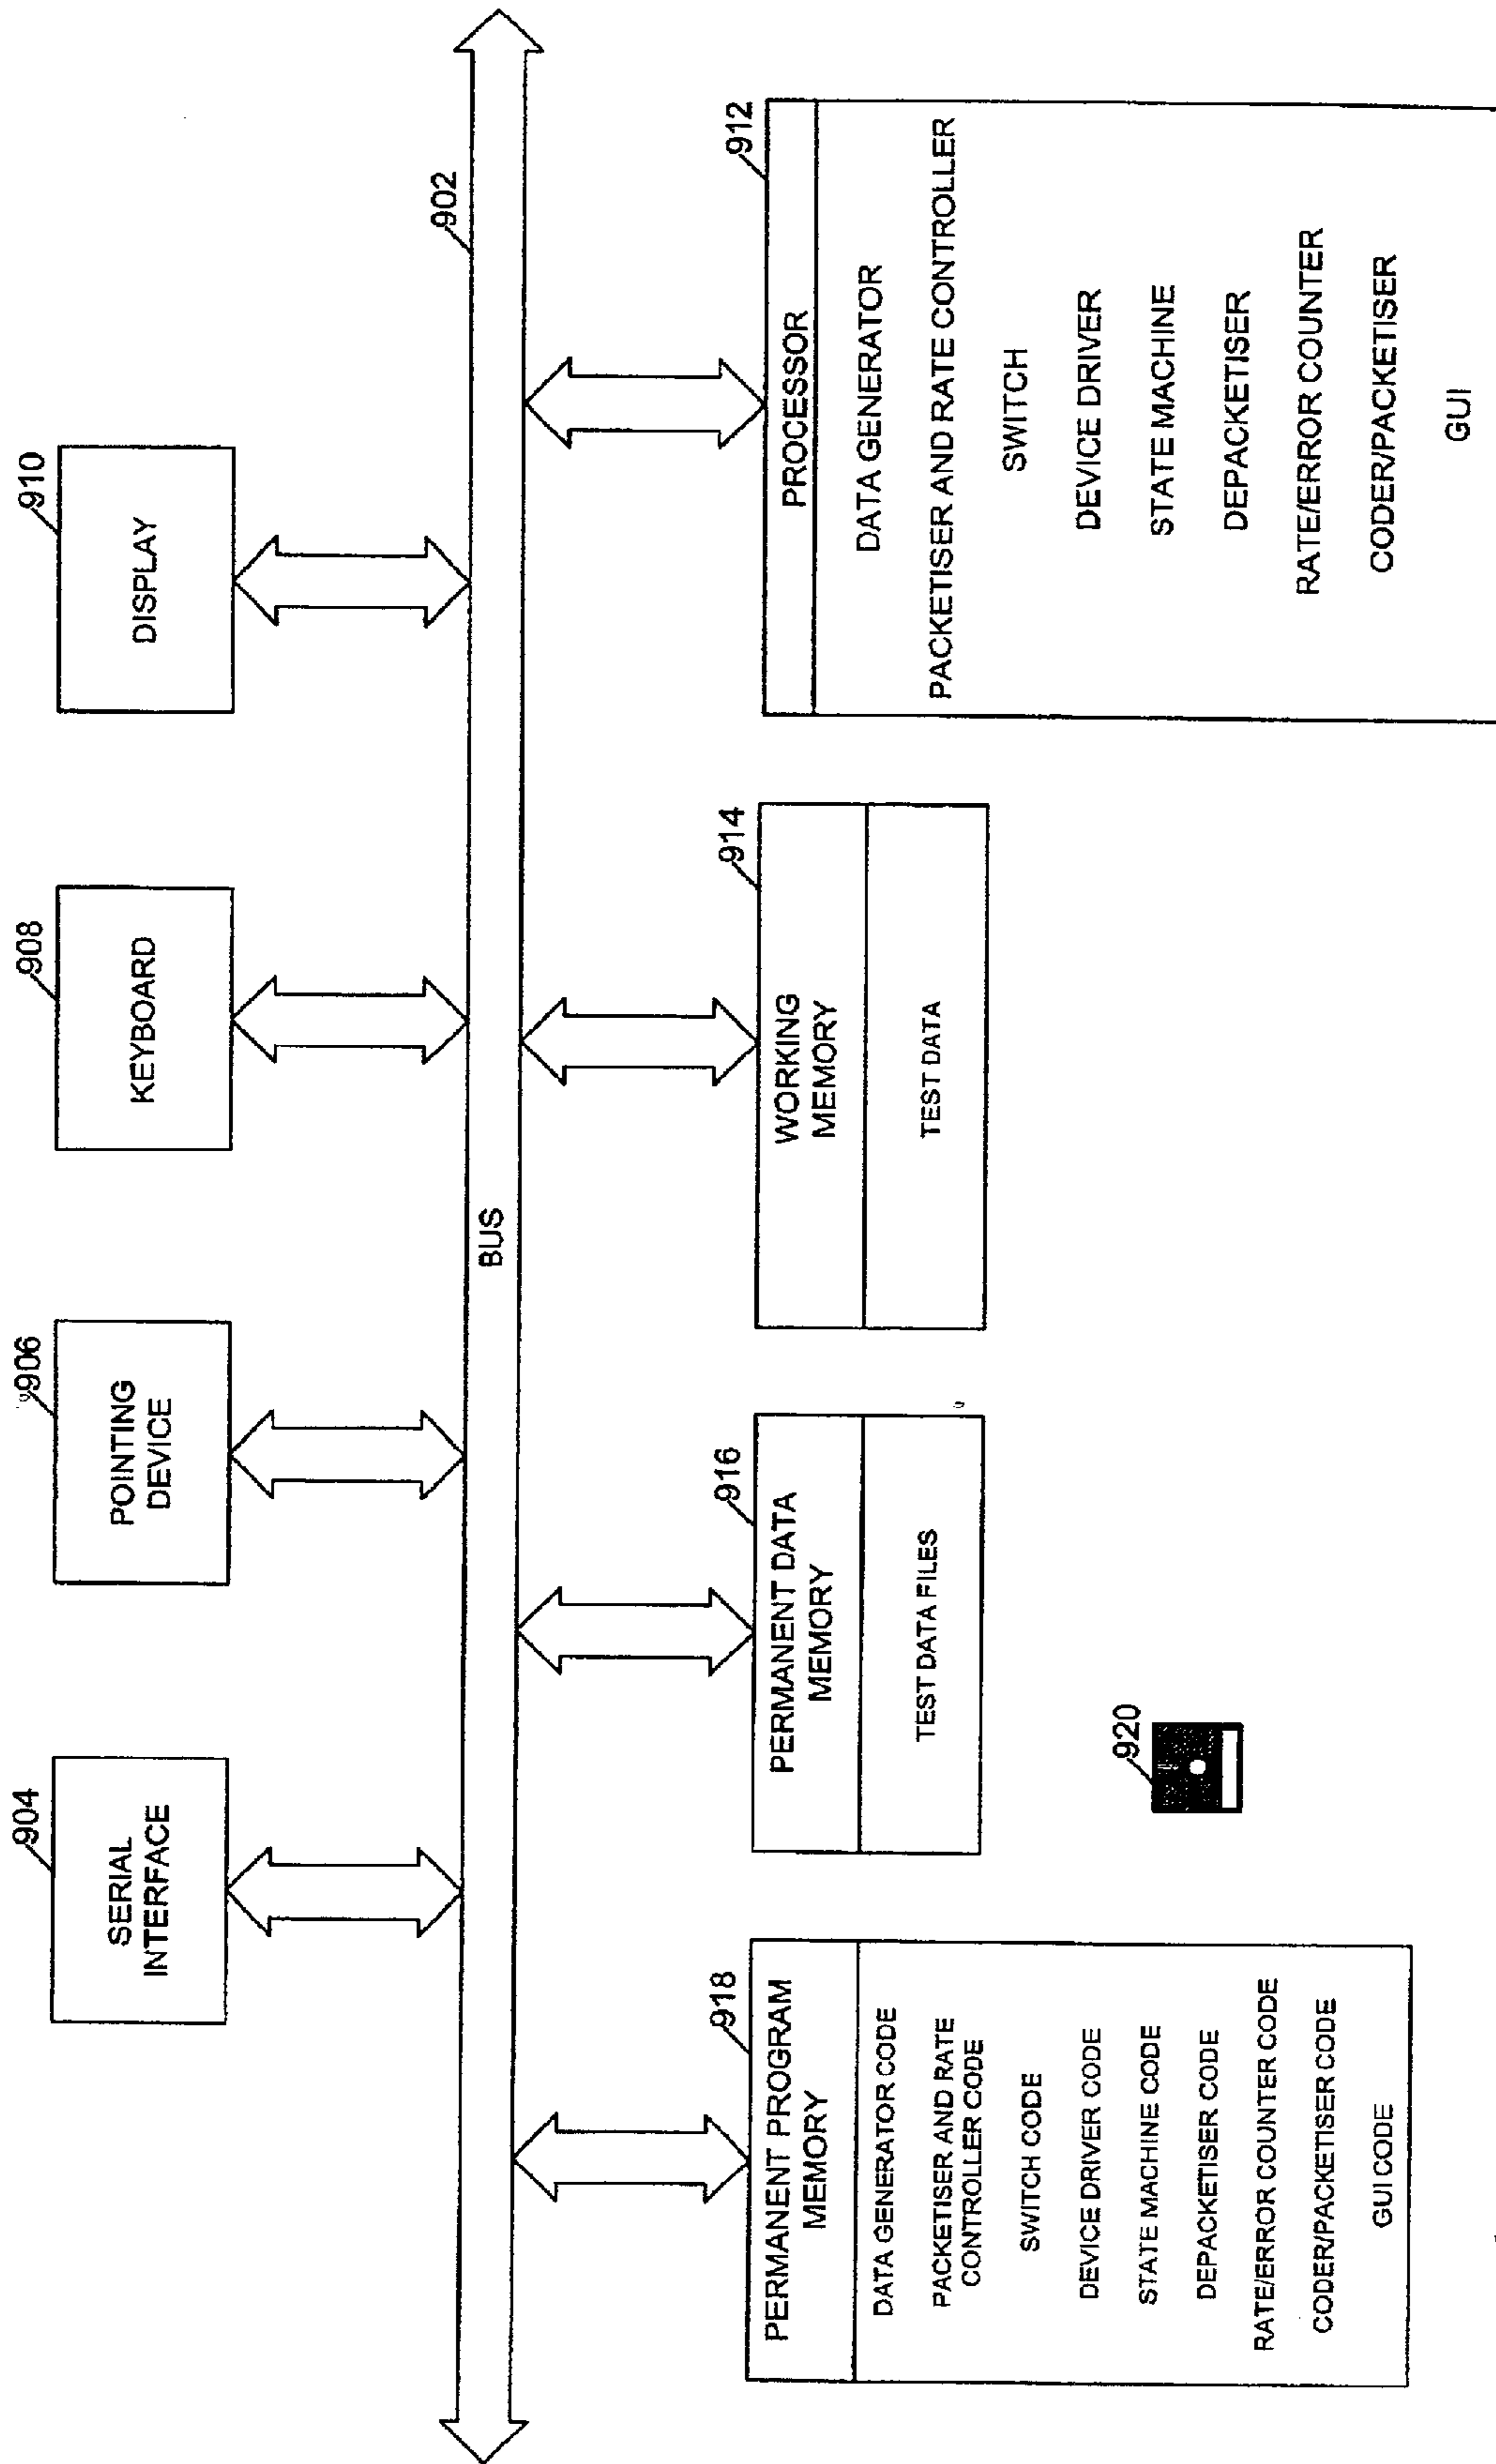 904
SERIAL
INTERFACE
906
POINTING
DEVICE
908
KEYBOARD
910
DISPLAY
BUS
902
918
PERMANENT PROGRAM
MEMORY
DATA GENERATOR CODE
PACKETISER AND RATE
CONTROLLER CODE
SWITCH CODE
DEVICE DRIVER CODE
STATE MACHINE CODE
DEPACKETISER CODE
RATE/ERROR COUNTER CODE
CODER/PACKETISER CODE
GUI CODE
916
PERMANENT DATA
MEMORY
TEST DATA FILES
920
914
WORKING
MEMORY
TEST DATA
912
PROCESSOR
DATA GENERATOR
PACKETISER AND RATE CONTROLLER
SWITCH
DEVICE DRIVER
STATE MACHINE
DEPACKETISER
RATE/ERROR COUNTER
CODER/PACKETISER
GUI